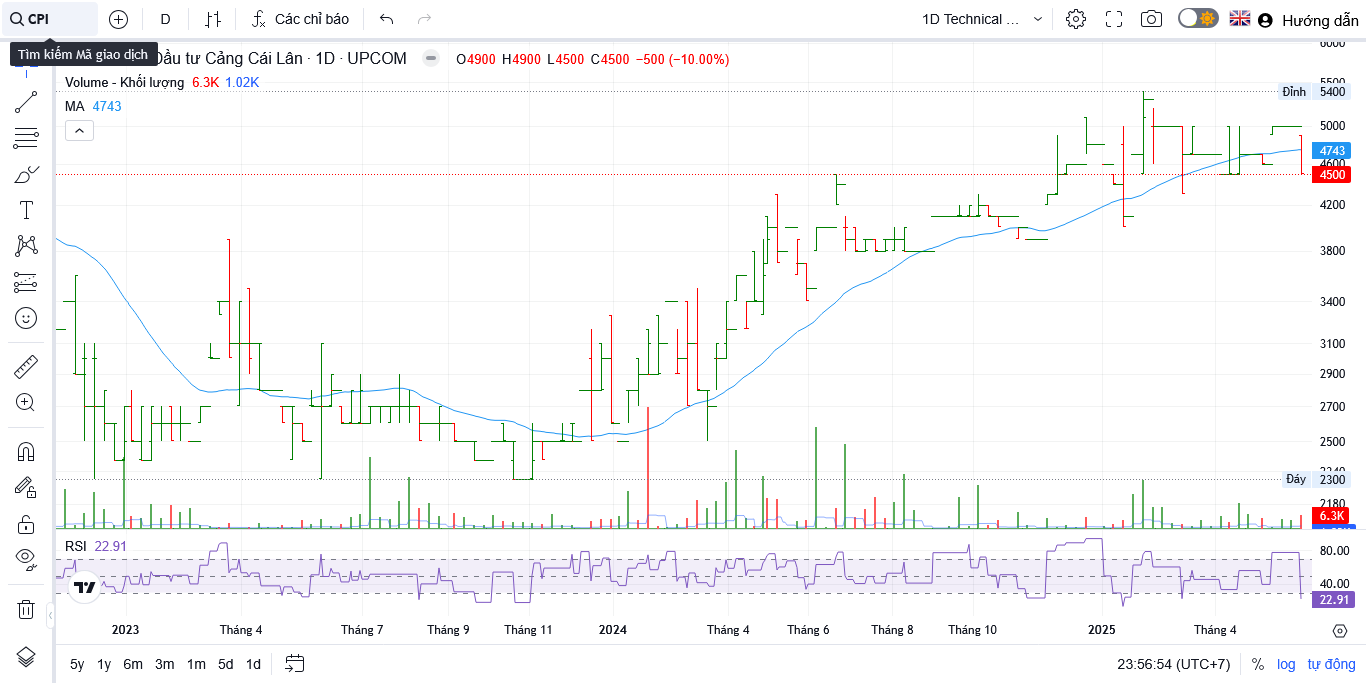 CPI
D
Các chỉ báo
1D Technical ...
Hướng dẫn
Tìm kiếm Mã giao dịch
Đầu tư Cảng Cái Lân · 1D · UPCOM
O4900 H4900 L4500 C4500 −500 (−10.00%)
Volume - Khối lượng 6.3K 1.02K
MA 4743
6000
5500
Đỉnh 5400
5000
4743
4600
4500
4200
3800
3400
3100
2900
2700
2500
2340
Đáy 2300
2180
6.3K
RSI 22.91
80.00
40.00
22.91
2023 Tháng 4 Tháng 7 Tháng 9 Tháng 11 2024 Tháng 4 Tháng 6 Tháng 8 Tháng 10 2025 Tháng 4
5y 1y 6m 3m 1m 5d 1d
23:56:54 (UTC+7) % log tự động